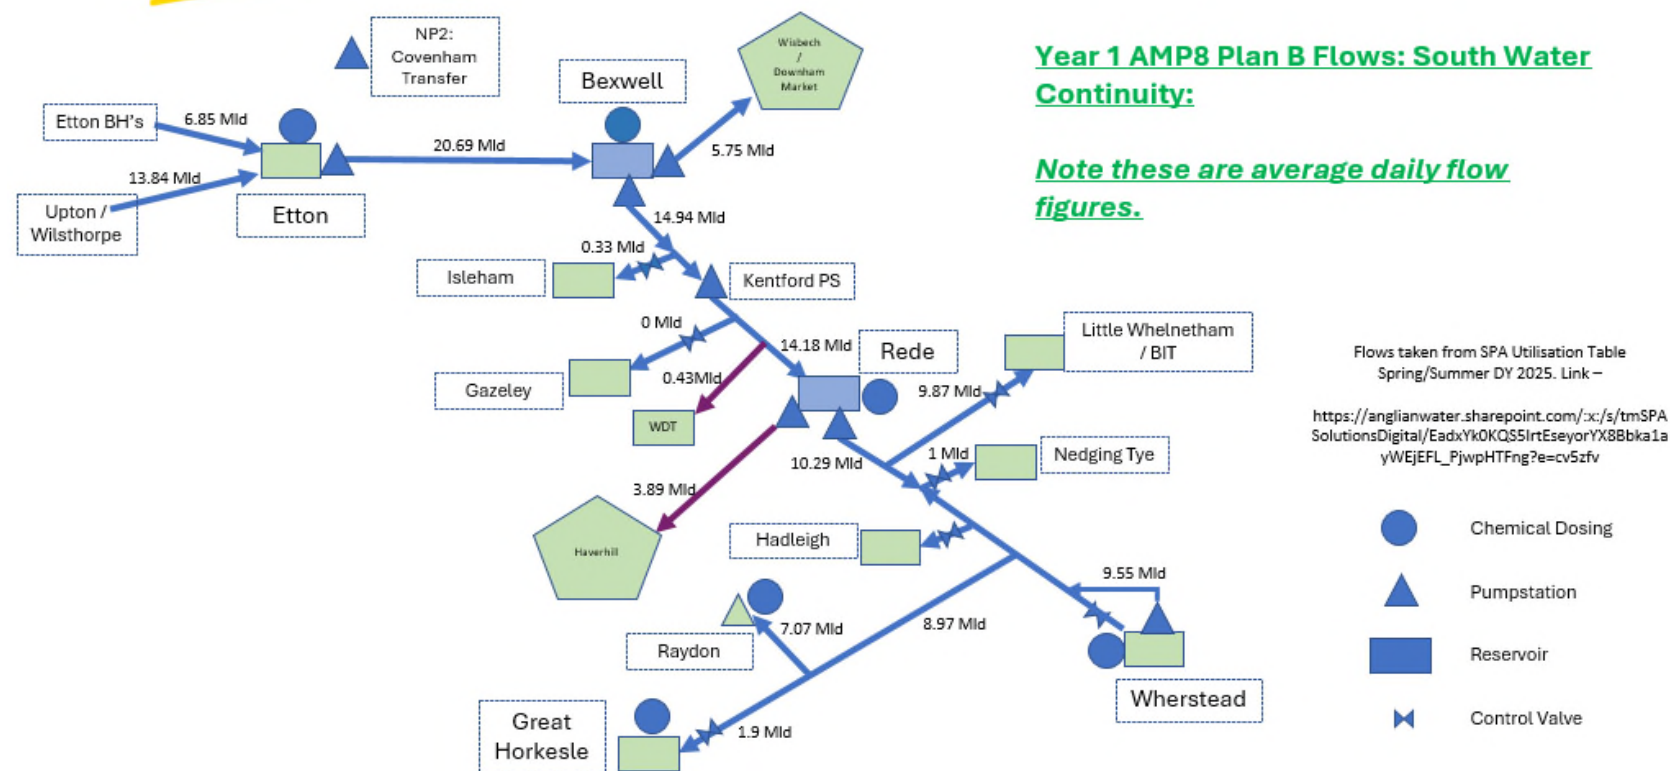 NP2:
Covenham
Transfer
Wisbech
/
Downham
Market
Year 1 AMP8 Plan B Flows: South Water
Continuity:
Note these are average daily flow
figures.
Bexwell
Etton BH's
6.85 Mld
20.69 Mld
5.75 Mld
13.84 Mld
Upton /
Wilsthorpe
Etton
14.94 Mld
0.33 Mld
Isleham
Kentford PS
0 Mld
14.18 Mld
Rede
Little Whelnetham
/ BIT
Gazeley
0.43Mld
9.87 Mld
WDT
Flows taken from SPA Utilisation Table
Spring/Summer DY 2025. Link –
https://anglianwater.sharepoint.com/:x:/s/tmSPA
SolutionsDigital/EadxYk0KQS5IrtEseyorYX8Bbka1a
yWEjEFL_PjwpHTFng?e=cv5zfv
10.29 Mld
1 Mld
Nedging Tye
3.89 Mld
Haverhill
Hadleigh
Chemical Dosing
9.55 Mld
Pumpstation
Raydon
7.07 Mld
8.97 Mld
Reservoir
Wherstead
Great
Horkesle
1.9 Mld
Control Valve